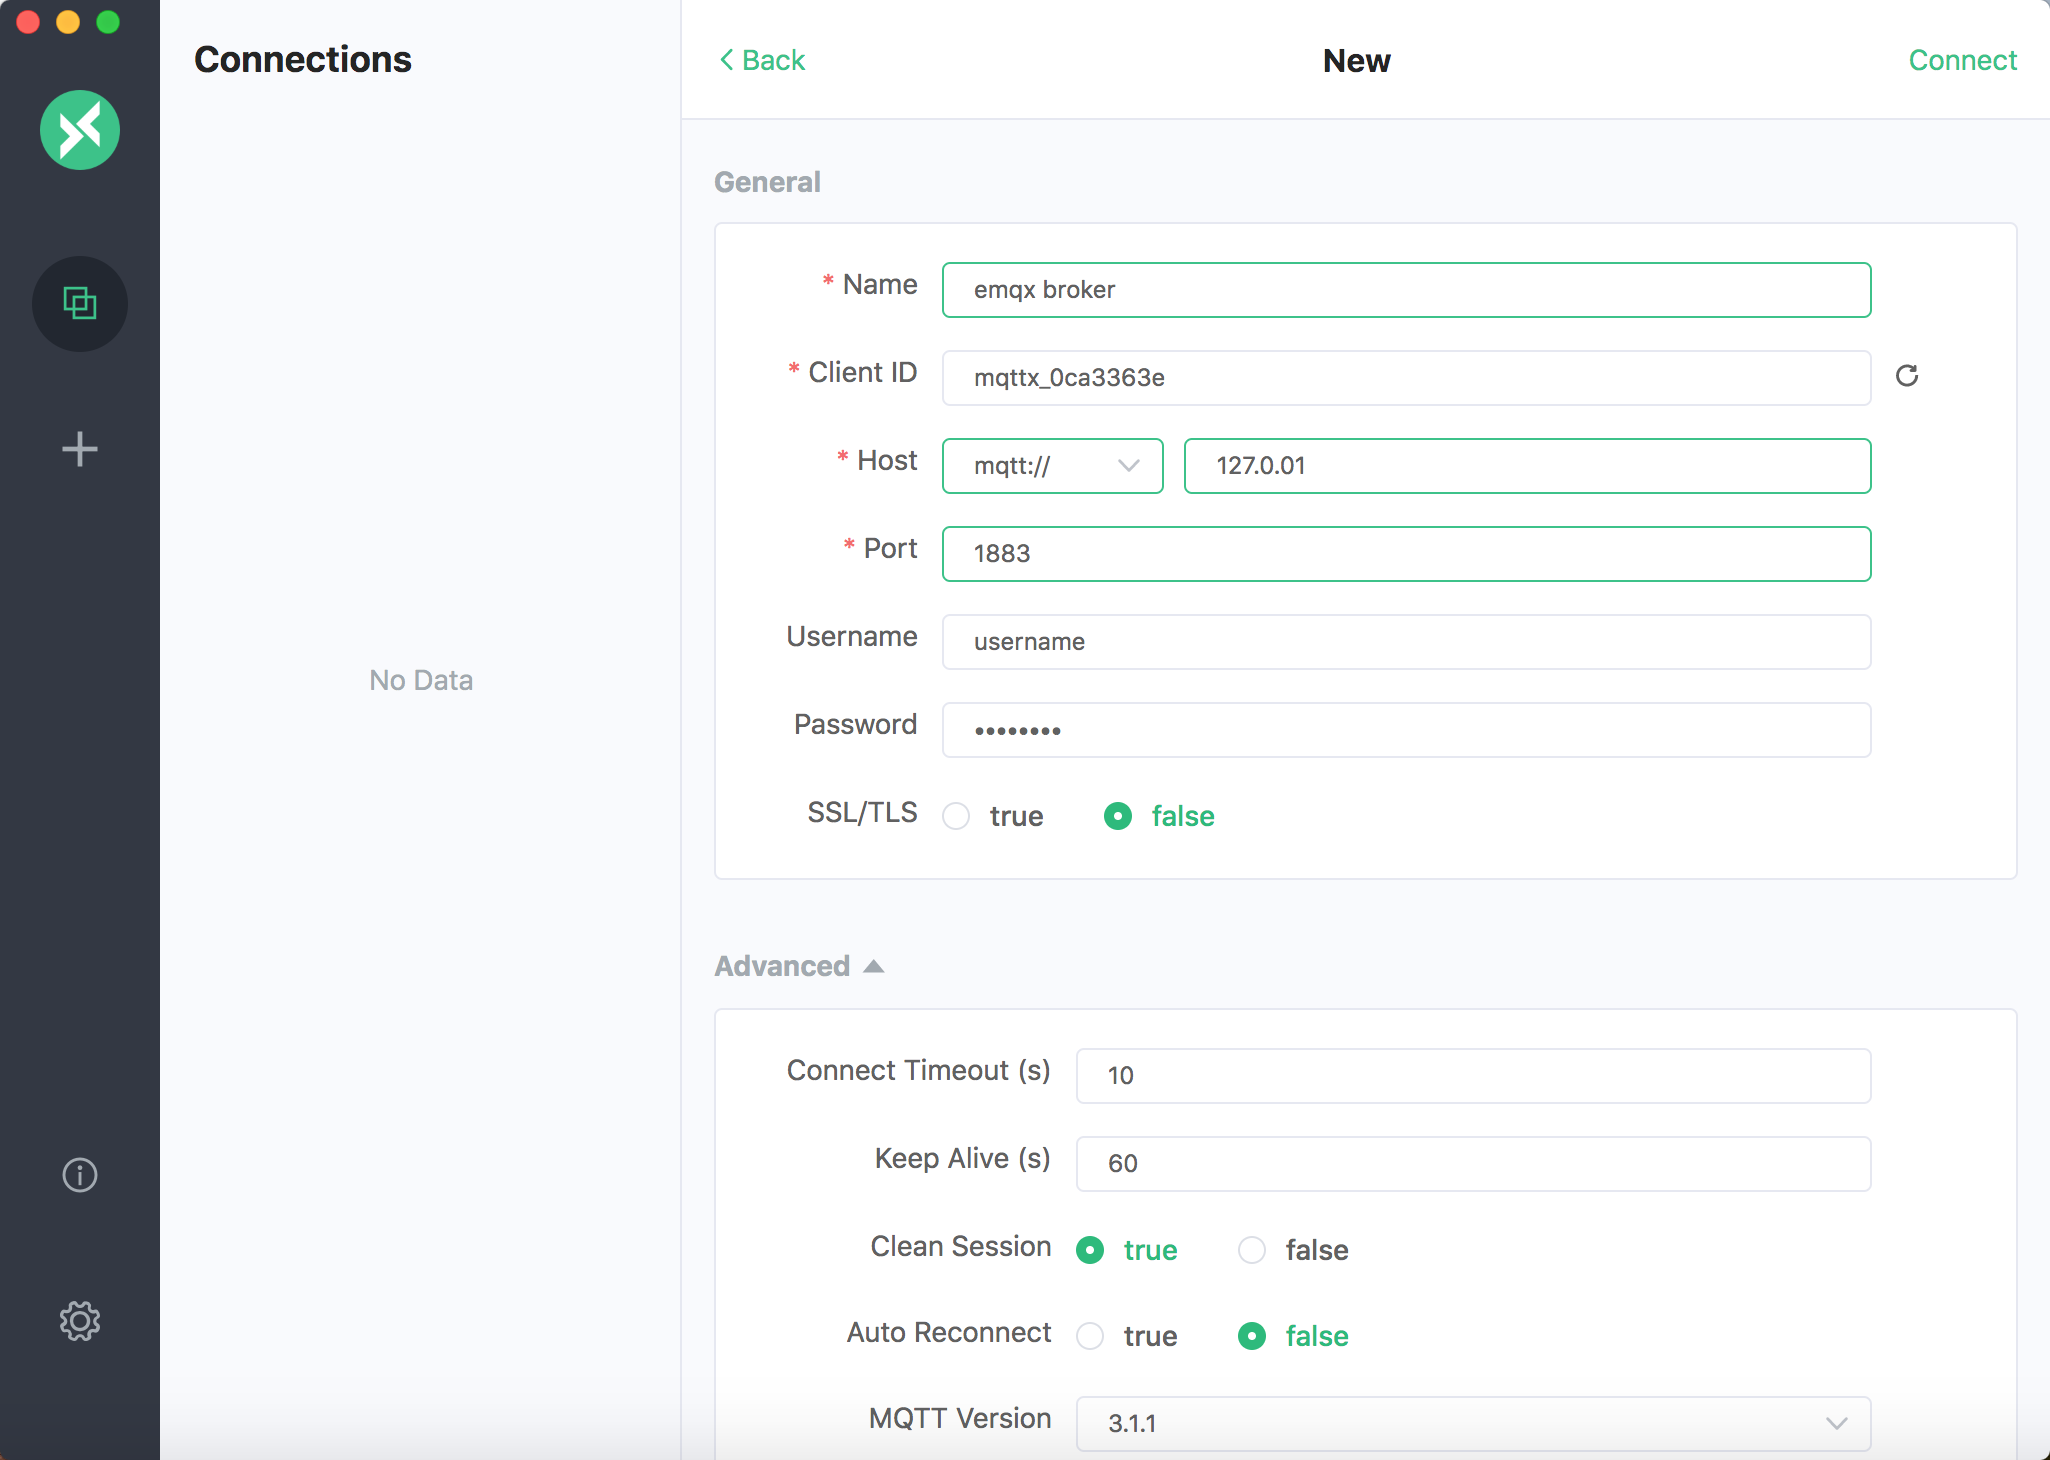 Connections
Back
New
Connect
General
* Name
emqx broker
* Client ID
mqttx_0ca3363e
* Host
mqtt://
127.0.01
* Port
1883
Username
username
Password
••••••••
SSL/TLS
true
false
No Data
Advanced
Connect Timeout (s)
10
Keep Alive (s)
60
Clean Session
true
false
Auto Reconnect
true
false
MQTT Version
3.1.1